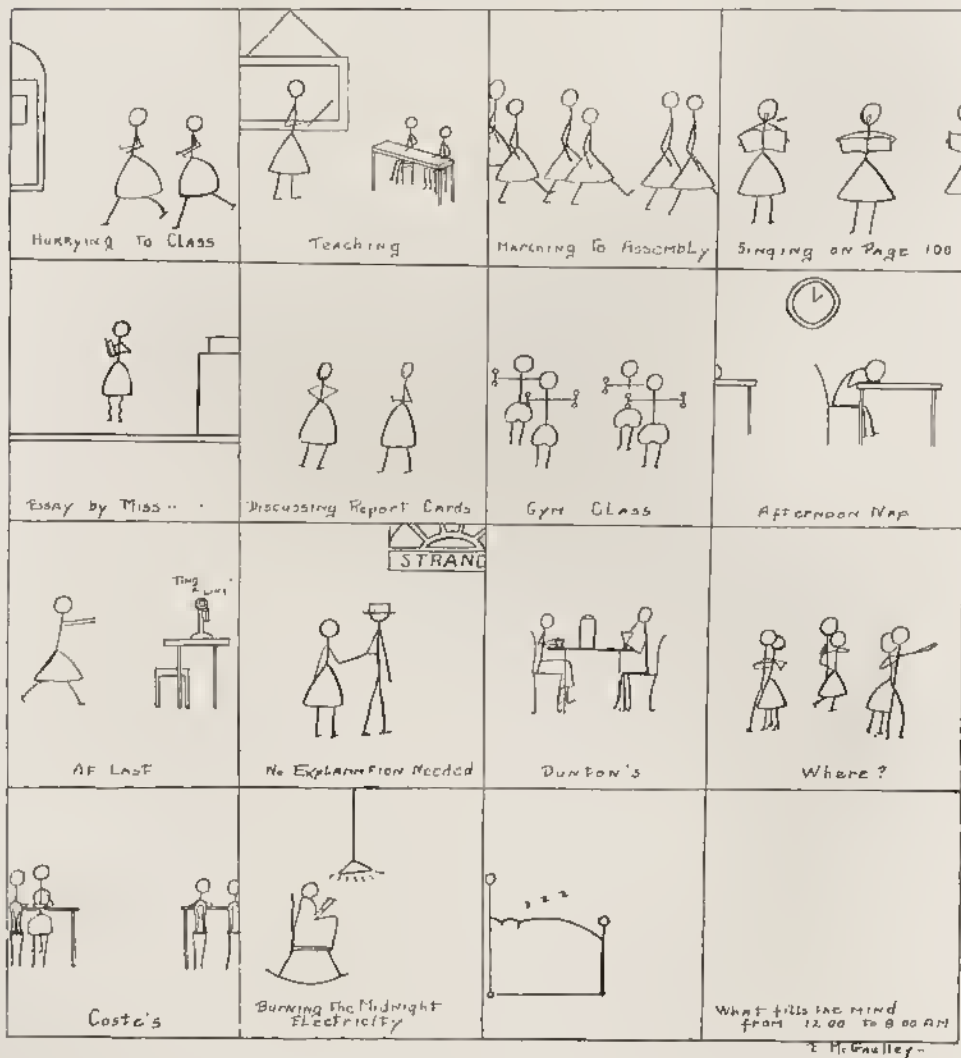 Hurrying To Class
Teaching
Marching To Assembly
Singing on Page 100
Essay by Miss .. .
Discussing Report Cards
Gym Class
Afternoon Nap
Ting
STRAND
At Last
No Explanation Needed
Dunton's
Where?
z z z
Coste's
Burning The Midnight
Electricity
What fills the mind
from 12 00 to 8 00 AM
McGaulley